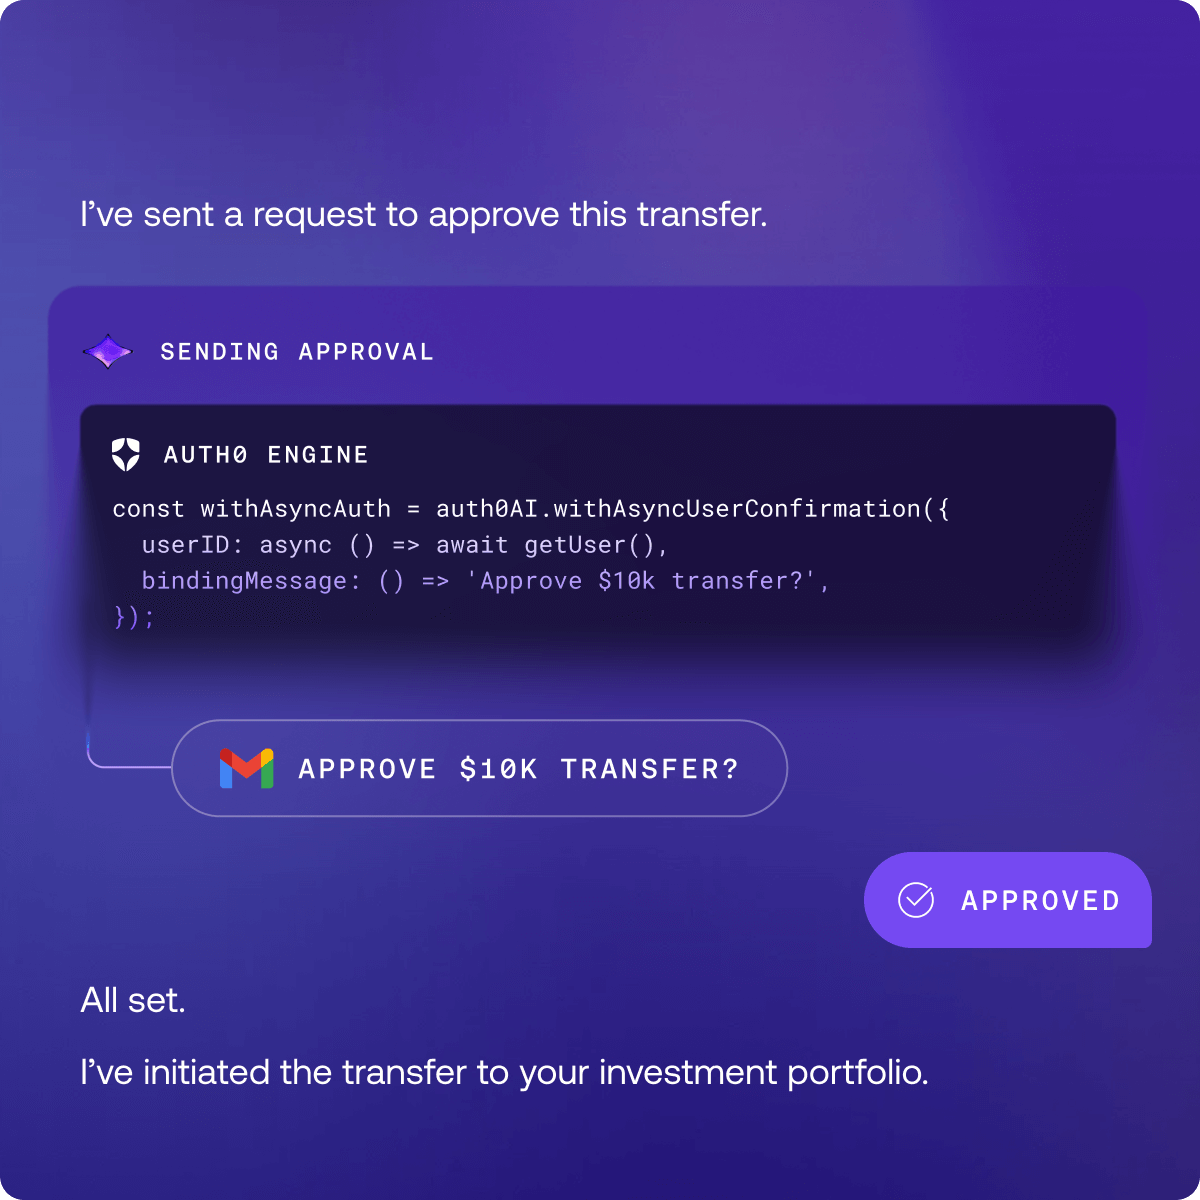 I’ve sent a request to approve this transfer.
SENDING APPROVAL
AUTH0 ENGINE
const withAsyncAuth = auth0AI.withAsyncUserConfirmation({
  userID: async () => await getUser(),
  bindingMessage: () => 'Approve $10k transfer?',
});
APPROVE $10K TRANSFER?
APPROVED
All set.
I’ve initiated the transfer to your investment portfolio.